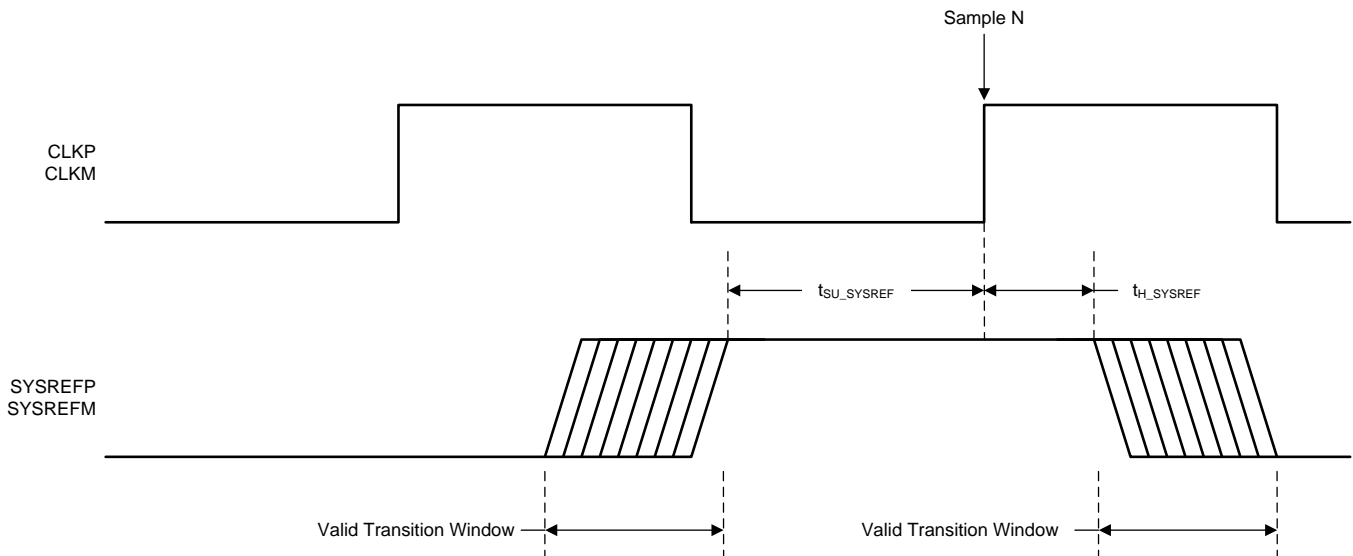 Sample N
CLKP
CLKM
tSU_SYSREF
tH_SYSREF
SYSREFP
SYSREFM
Valid Transition Window
Valid Transition Window